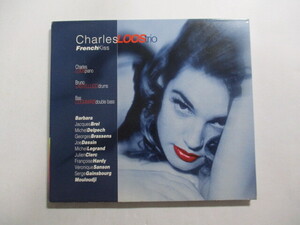 Charles LOOS trio
French Kiss
Charles
piano
Bruno
drums
Bas
double bass
Barbara
Jacques Brel
Michel Delpech
Georges Brassens
Joe Dassin
Michel Legrand
Julien Clerc
Françoise Hardy
Véronique Sanson
Serge Gainsbourg
Mouloudji